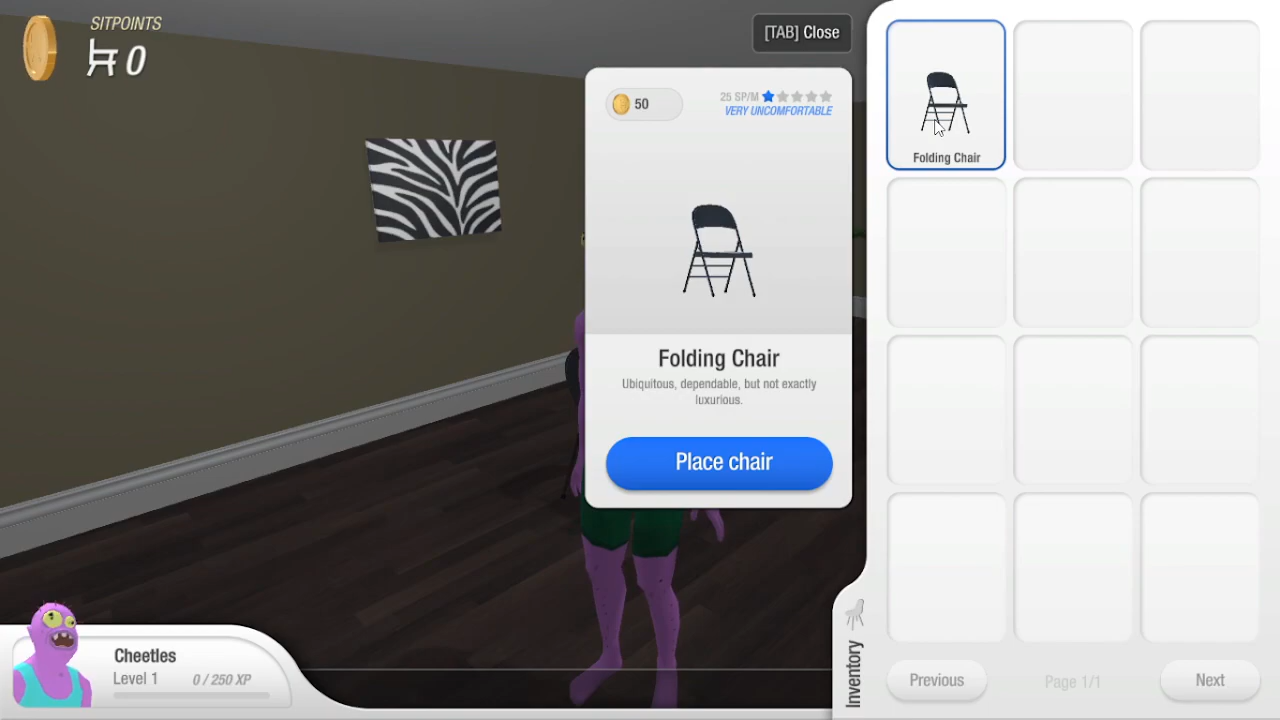 SITPOINTS
0
[TAB] Close
50
25 SP/M
VERY UNCOMFORTABLE
Folding Chair
Ubiquitous, dependable, but not exactly
luxurious.
Place chair
Folding Chair
Cheetles
Level 1
0 / 250 XP
Inventory
Previous
Page 1/1
Next